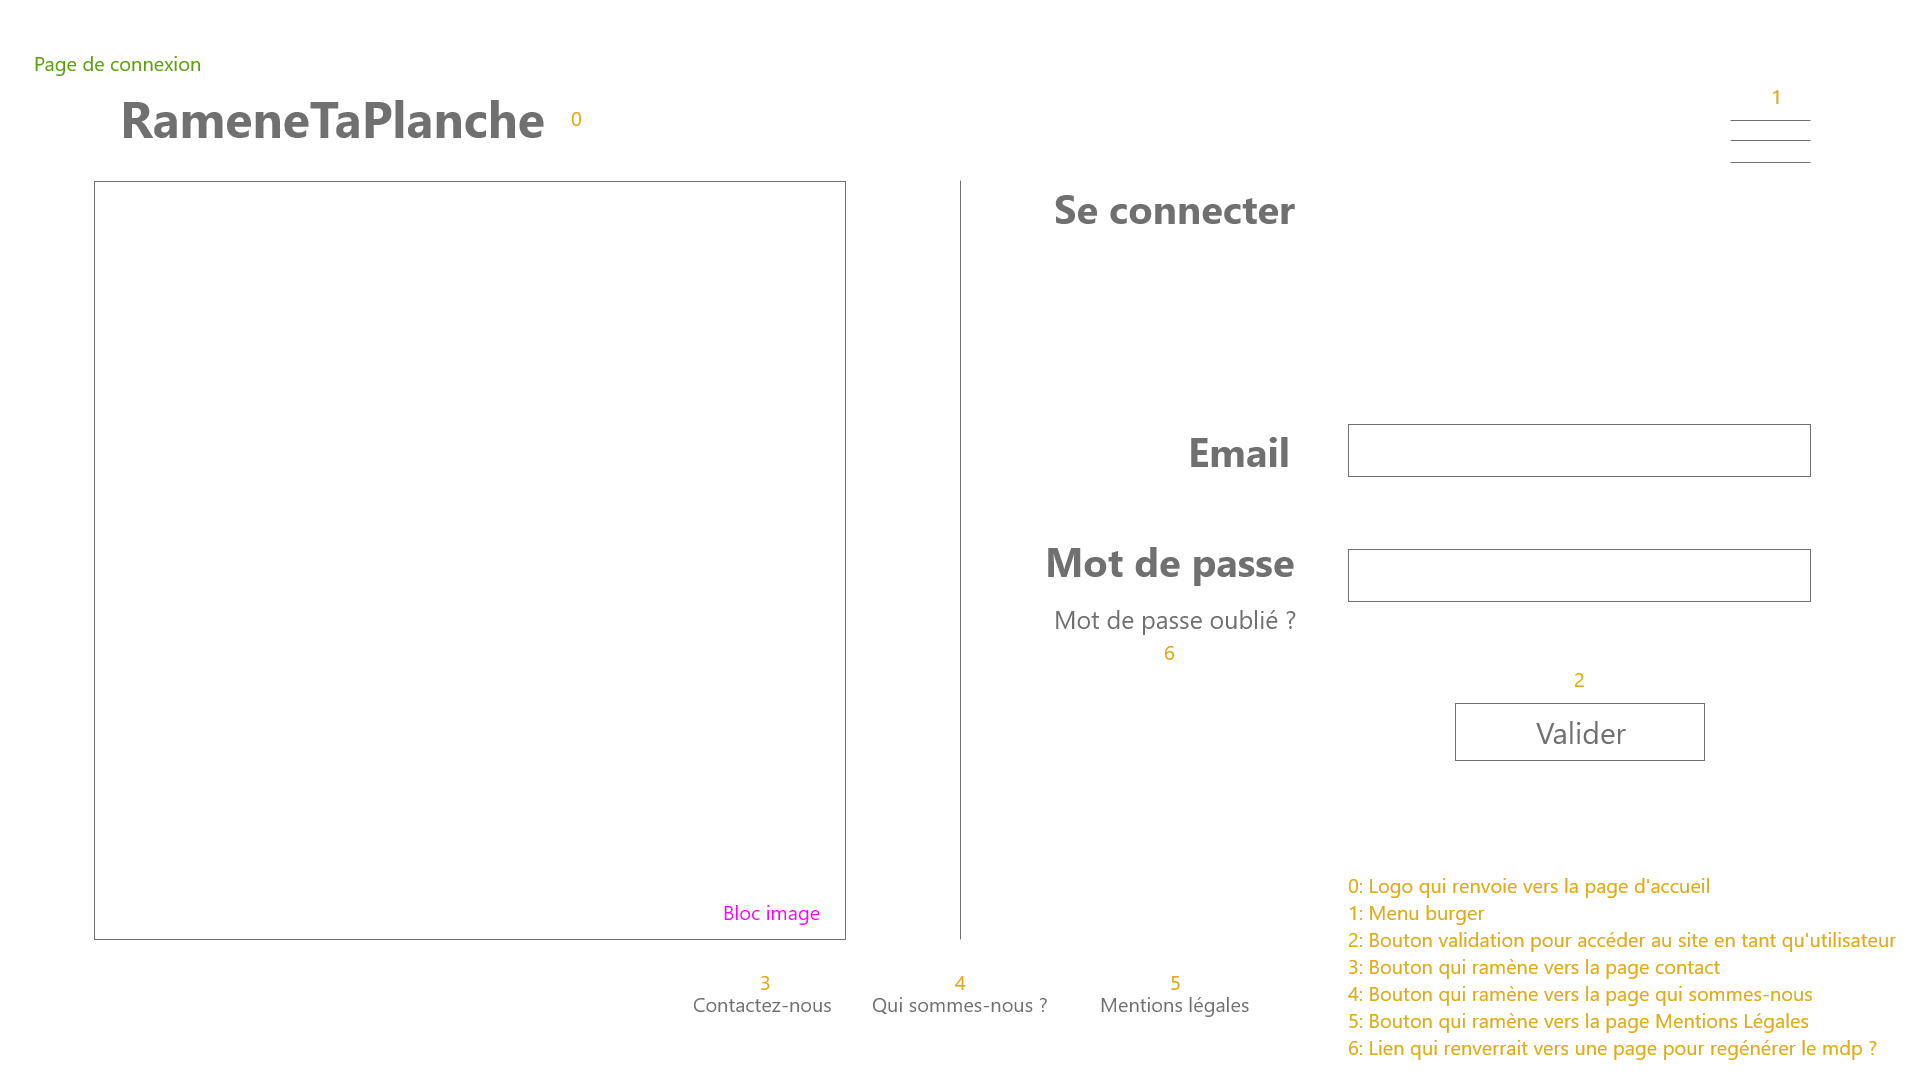 Page de connexion
RameneTaPlanche 0
1
Se connecter
Email
Mot de passe
Mot de passe oublié ?
6
2
Valider
Bloc image
3
Contactez-nous
4
Qui sommes-nous ?
5
Mentions légales
0: Logo qui renvoie vers la page d'accueil
1: Menu burger
2: Bouton validation pour accéder au site en tant qu'utilisateur
3: Bouton qui ramène vers la page contact
4: Bouton qui ramène vers la page qui sommes-nous
5: Bouton qui ramène vers la page Mentions Légales
6: Lien qui renverrait vers une page pour regénérer le mdp ?